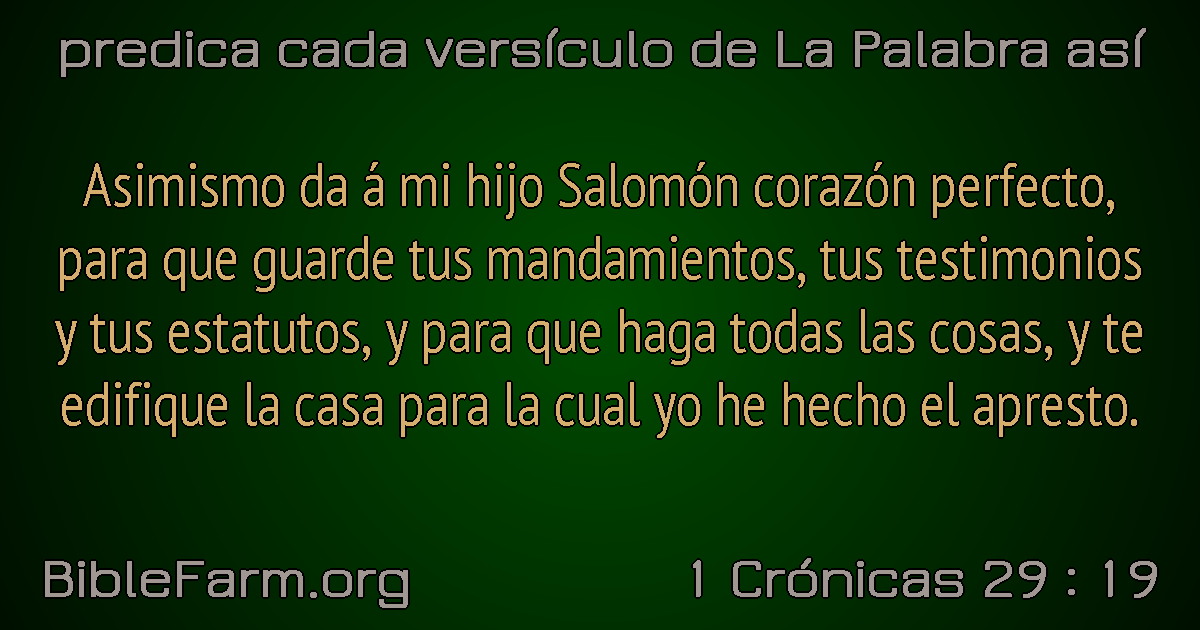 predica cada versículo de La Palabra así
Asimismo da á mi hijo Salomón corazón perfecto,
para que guarde tus mandamientos, tus testimonios
y tus estatutos, y para que haga todas las cosas, y te
edifique la casa para la cual yo he hecho el apresto.
BibleFarm.org
1 Crónicas 29 : 19